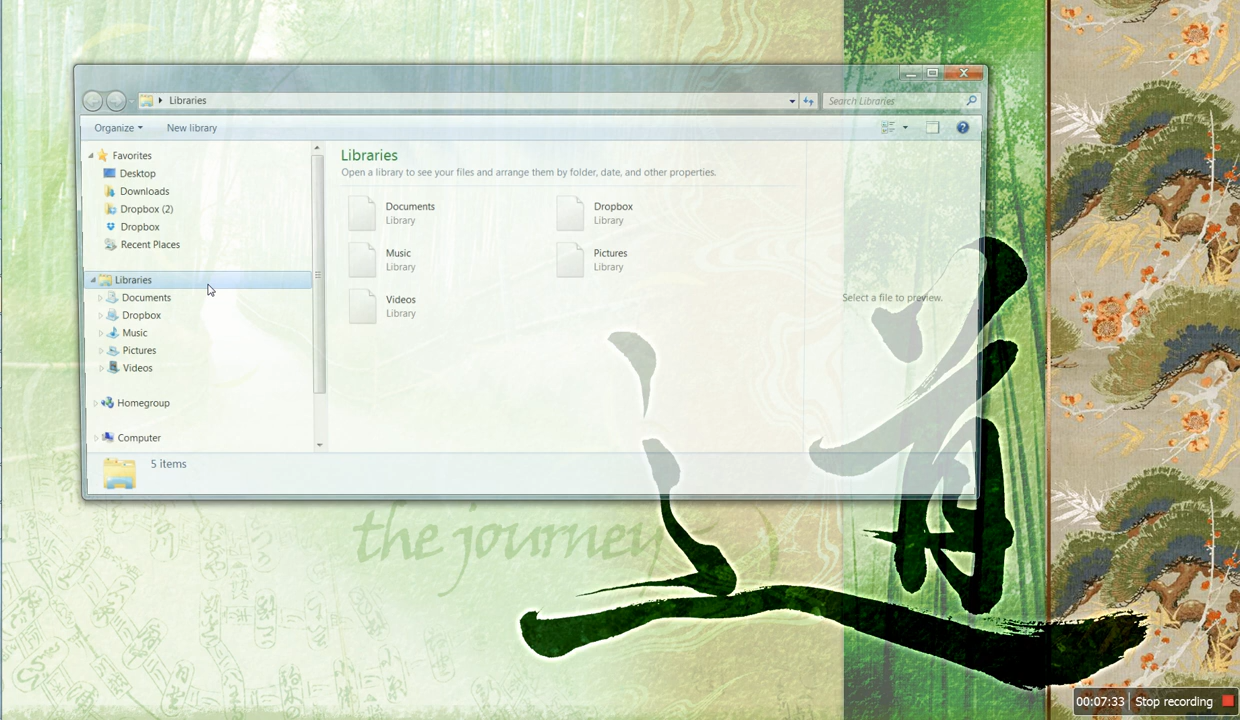 Libraries
Search Libraries
Organize
New library
Favorites
Desktop
Downloads
Dropbox (2)
Dropbox
Recent Places
Libraries
Documents
Dropbox
Music
Pictures
Videos
Homegroup
Computer
Libraries
Open a library to see your files and arrange them by folder, date, and other properties.
Documents
Library
Dropbox
Library
Music
Library
Pictures
Library
Videos
Library
Select a file to preview.
5 items
the journey
道
00:07:33 Stop recording